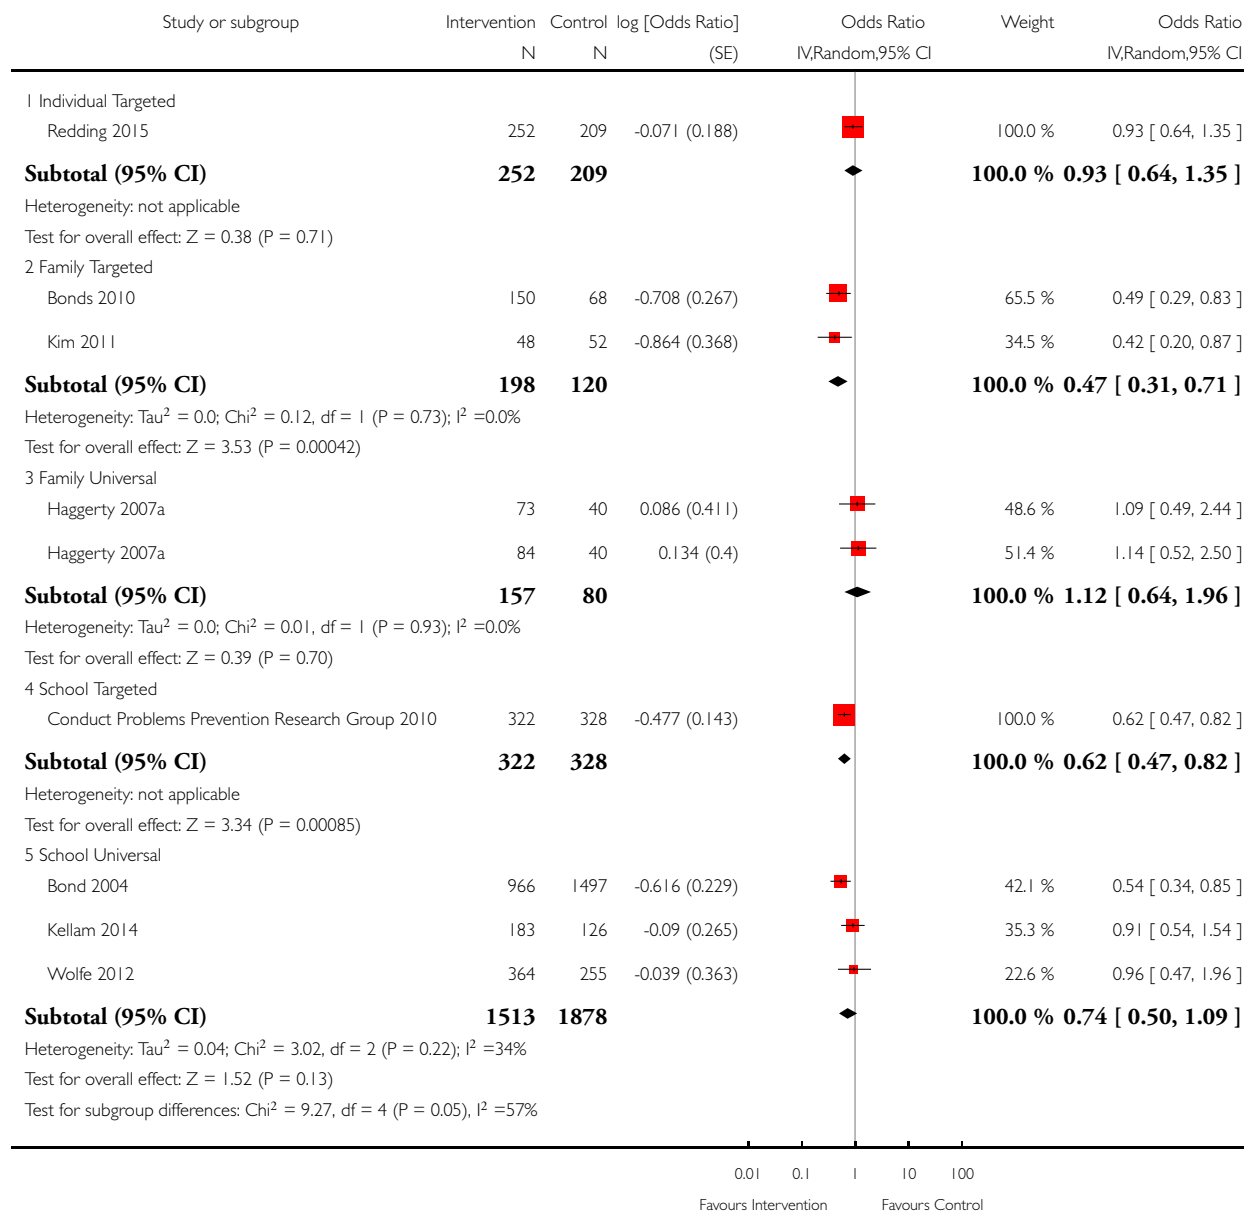 Study or subgroup Intervention Control log [Odds Ratio] Odds Ratio Weight Odds Ratio
N N (SE) IV,Random,95% CI IV,Random,95% CI
1 Individual Targeted
Redding 2015 252 209 -0.071 (0.188) 100.0 % 0.93 [ 0.64, 1.35 ]
Subtotal (95% CI) 252 209 100.0 % 0.93 [ 0.64, 1.35 ]
Heterogeneity: not applicable
Test for overall effect: Z = 0.38 (P = 0.71)
2 Family Targeted
Bonds 2010 150 68 -0.708 (0.267) 65.5 % 0.49 [ 0.29, 0.83 ]
Kim 2011 48 52 -0.864 (0.368) 34.5 % 0.42 [ 0.20, 0.87 ]
Subtotal (95% CI) 198 120 100.0 % 0.47 [ 0.31, 0.71 ]
Heterogeneity: Tau² = 0.0; Chi² = 0.12, df = 1 (P = 0.73); I² =0.0%
Test for overall effect: Z = 3.53 (P = 0.00042)
3 Family Universal
Haggerty 2007a 73 40 0.086 (0.411) 48.6 % 1.09 [ 0.49, 2.44 ]
Haggerty 2007a 84 40 0.134 (0.4) 51.4 % 1.14 [ 0.52, 2.50 ]
Subtotal (95% CI) 157 80 100.0 % 1.12 [ 0.64, 1.96 ]
Heterogeneity: Tau² = 0.0; Chi² = 0.01, df = 1 (P = 0.93); I² =0.0%
Test for overall effect: Z = 0.39 (P = 0.70)
4 School Targeted
Conduct Problems Prevention Research Group 2010 322 328 -0.477 (0.143) 100.0 % 0.62 [ 0.47, 0.82 ]
Subtotal (95% CI) 322 328 100.0 % 0.62 [ 0.47, 0.82 ]
Heterogeneity: not applicable
Test for overall effect: Z = 3.34 (P = 0.00085)
5 School Universal
Bond 2004 966 1497 -0.616 (0.229) 42.1 % 0.54 [ 0.34, 0.85 ]
Kellam 2014 183 126 -0.09 (0.265) 35.3 % 0.91 [ 0.54, 1.54 ]
Wolfe 2012 364 255 -0.039 (0.363) 22.6 % 0.96 [ 0.47, 1.96 ]
Subtotal (95% CI) 1513 1878 100.0 % 0.74 [ 0.50, 1.09 ]
Heterogeneity: Tau² = 0.04; Chi² = 3.02, df = 2 (P = 0.22); I² =34%
Test for overall effect: Z = 1.52 (P = 0.13)
Test for subgroup differences: Chi² = 9.27, df = 4 (P = 0.05), I² =57%
0.01 0.1 1 10 100
Favours Intervention Favours Control